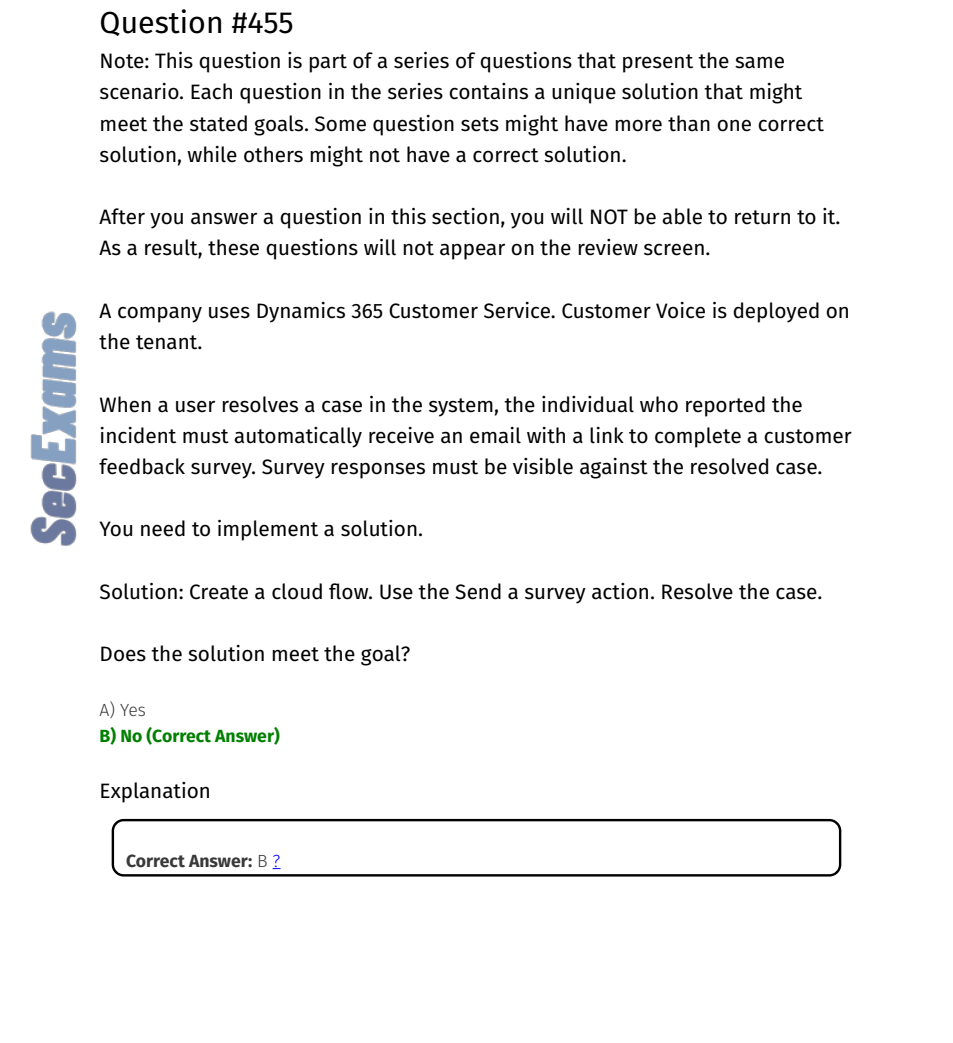 Question #455
Note: This question is part of a series of questions that present the same
scenario. Each question in the series contains a unique solution that might
meet the stated goals. Some question sets might have more than one correct
solution, while others might not have a correct solution.
After you answer a question in this section, you will NOT be able to return to it.
As a result, these questions will not appear on the review screen.
A company uses Dynamics 365 Customer Service. Customer Voice is deployed on
the tenant.
When a user resolves a case in the system, the individual who reported the
incident must automatically receive an email with a link to complete a customer
feedback survey. Survey responses must be visible against the resolved case.
You need to implement a solution.
Solution: Create a cloud flow. Use the Send a survey action. Resolve the case.
Does the solution meet the goal?
A) Yes
B) No (Correct Answer)
Explanation
Correct Answer: B ?
SecExams